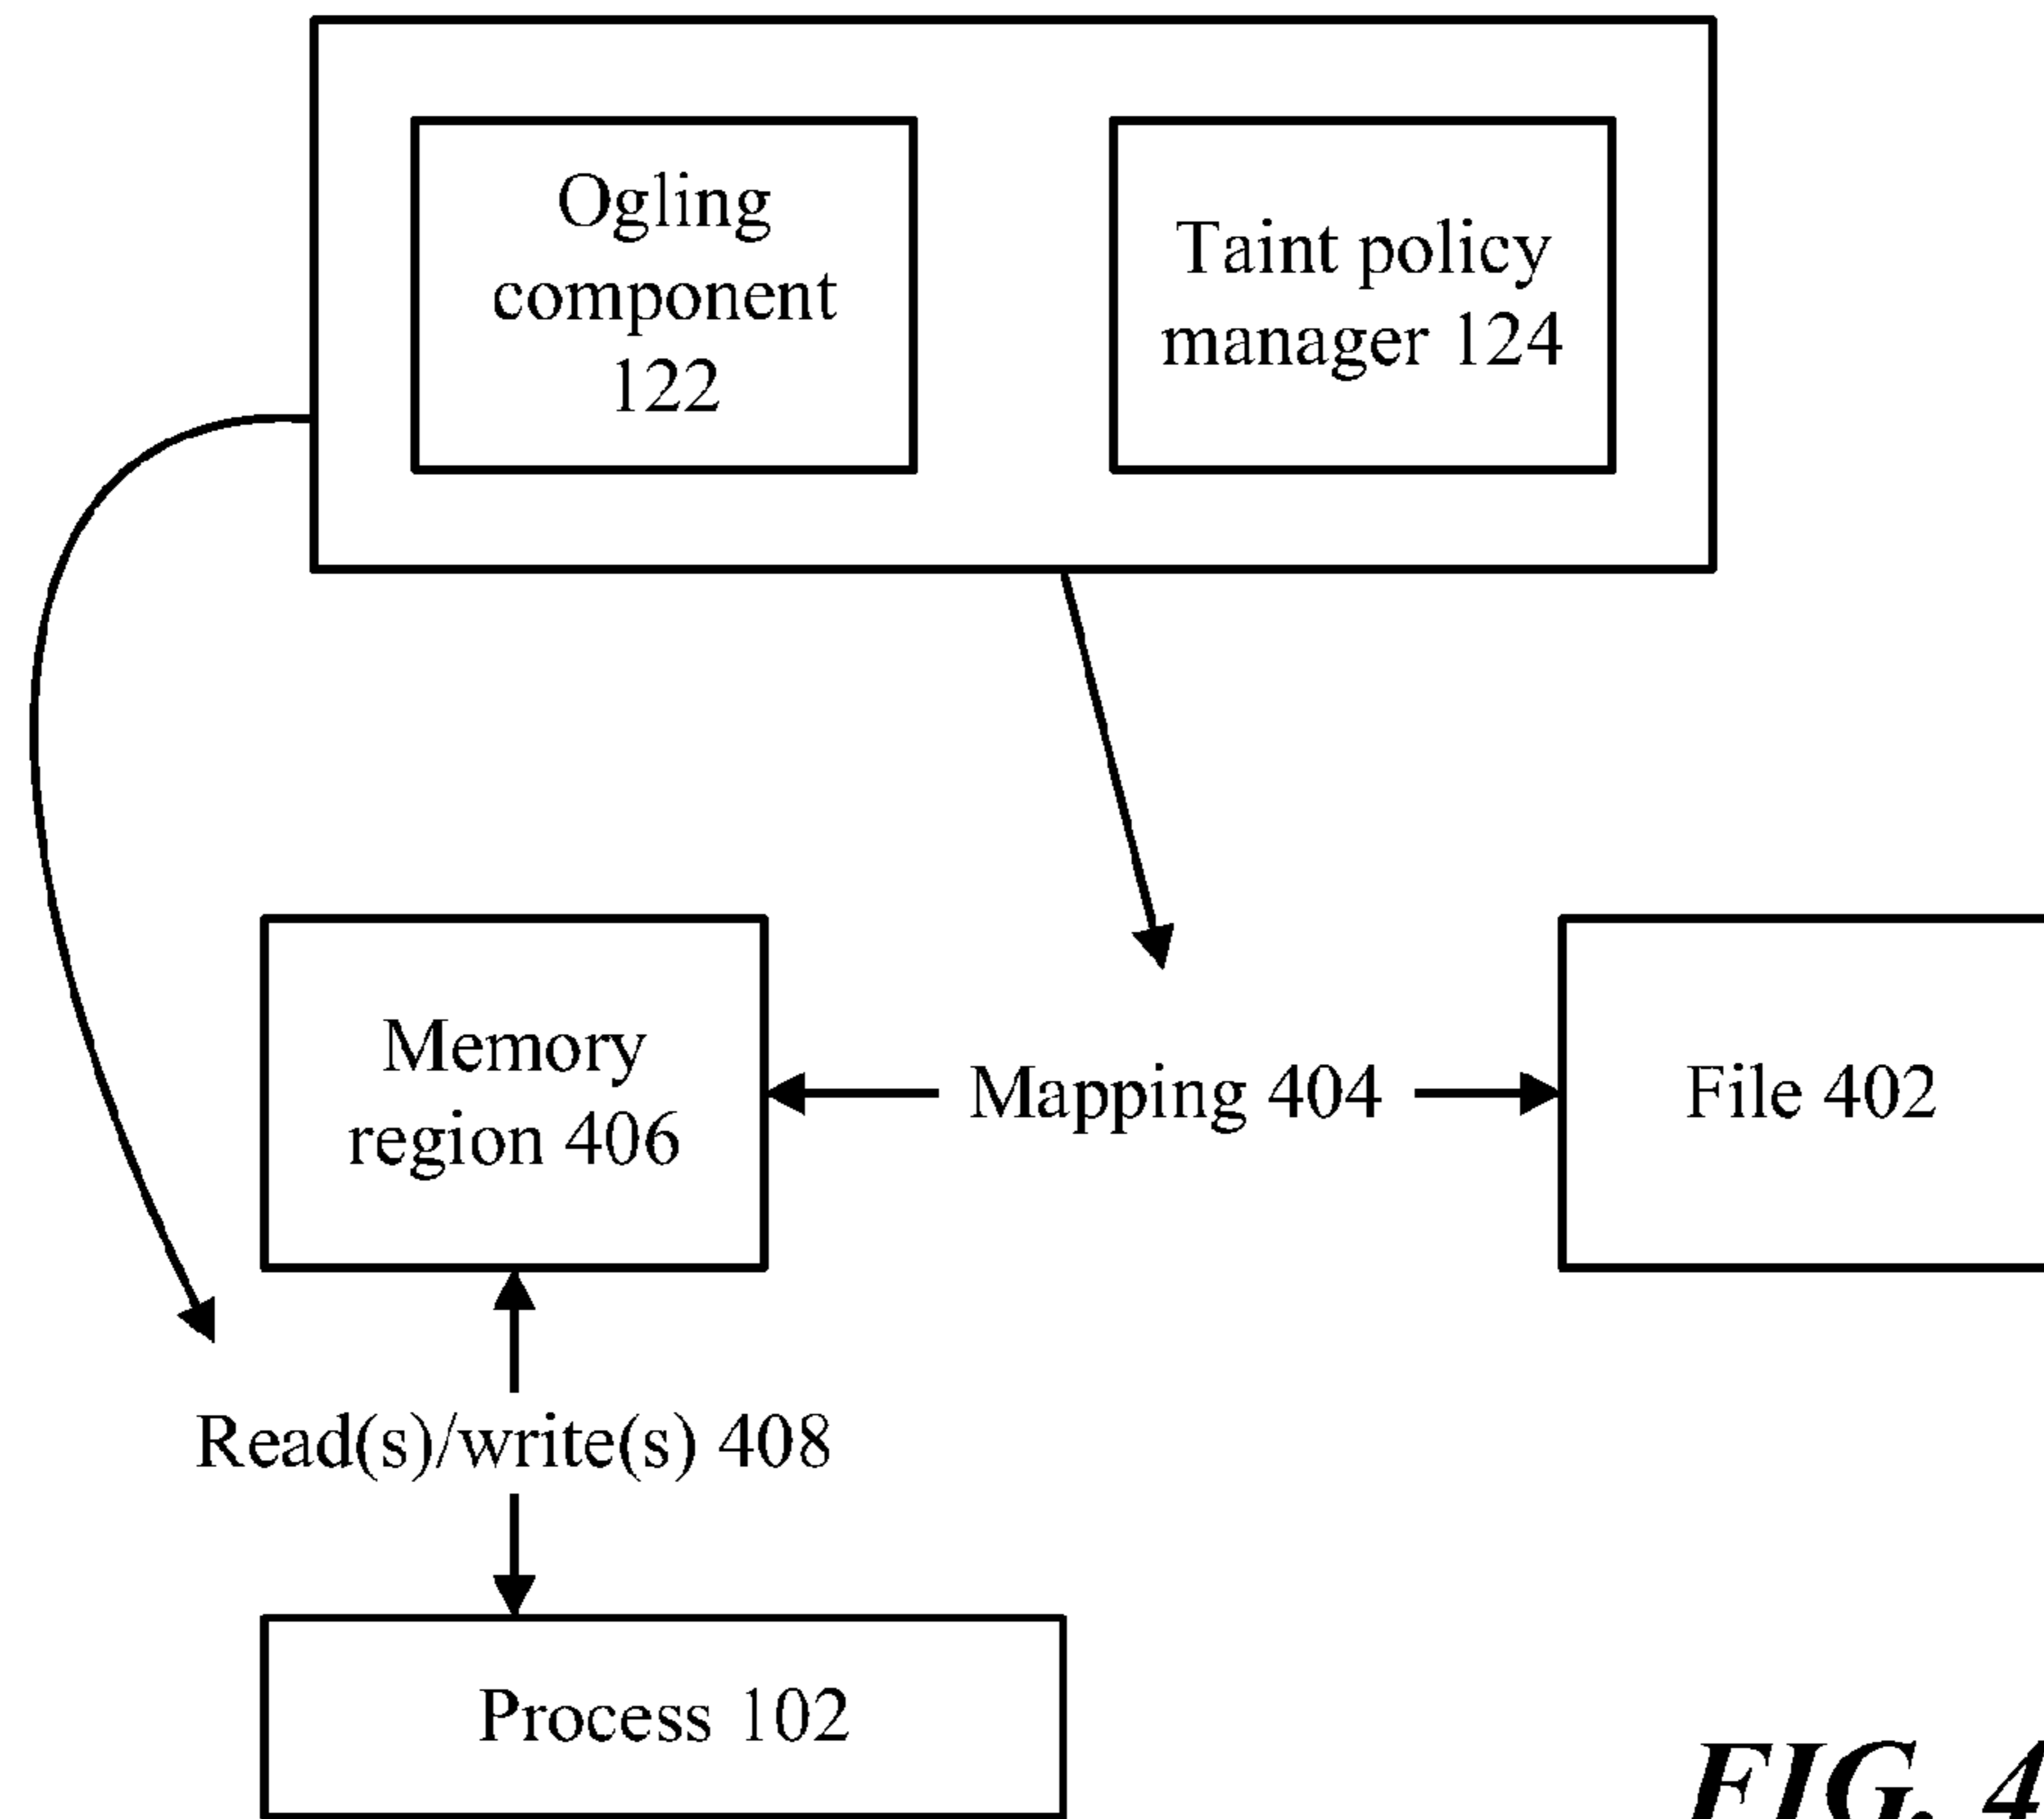 Ogling
component
122
Taint policy
manager 124
Memory
region 406
Mapping 404
File 402
Read(s)/write(s) 408
Process 102
FIG. 4